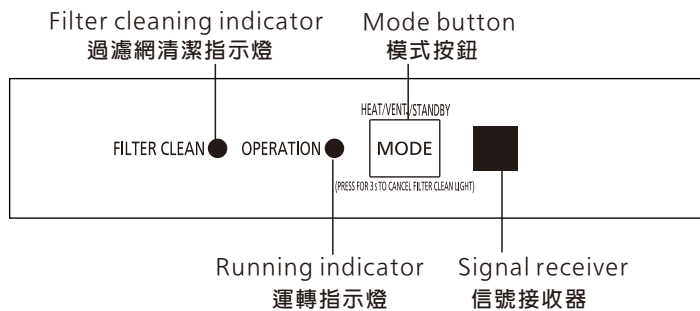 Filter cleaning indicator
過濾網清潔指示燈
Mode button
模式按鈕
HEAT/VENT./STANDBY
FILTER CLEAN
OPERATION
MODE
(PRESS FOR 3 s TO CANCEL FILTER CLEAN LIGHT)
Running indicator
運轉指示燈
Signal receiver
信號接收器